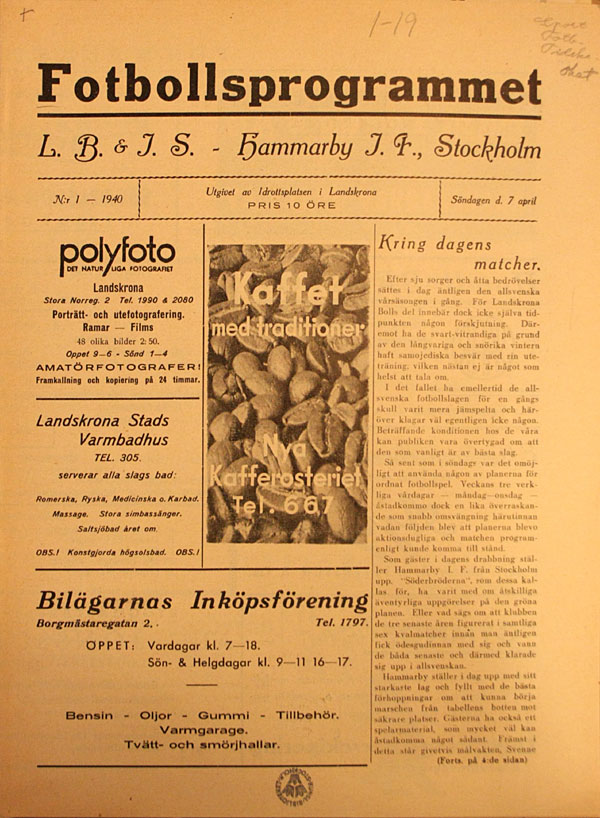 1-19
Fotbollsprogrammet
L. B. & I. S. - Hammarby I. F., Stockholm
N:r 1 — 1940
Utgivet av Idrottsplatsen i Landskrona
PRIS 10 ÖRE
Söndagen d. 7 april
polyfoto
DET NATURLIGA FOTOGRAFIET
Landskrona
Stora Norreg. 2 Tel. 1990 & 2080
Porträtt- och utefotografering.
Ramar — Films
48 olika bilder 2:50.
Öppet 9-6 - Sönd 1-4
AMATÖRFOTOGRAFER!
Framkallning och kopiering på 24 timmar.
Landskrona Stads
Varmbadhus
TEL. 305.
serverar alla slags bad:
Romerska, Ryska, Medicinska o. Karbad.
Massage. Stora simbassänger.
Saltsjöbad året om.
OBS.! Konstgjorda högsolsbad. OBS.!
Kaffet
med traditioner
Nya
Kafferosteriet
Tel. 667
Bilägarnas Inköpsförening
Borgmästaregatan 2. Tel. 1797.
ÖPPET: Vardagar kl. 7—18.
Sön- & Helgdagar kl. 9—11 16—17.
Bensin - Oljor - Gummi - Tillbehör.
Varmgarage.
Tvätt- och smörjhallar.
Kring dagens
matcher.
Efter sju sorger och åtta bedrövelser
sättes i dag äntligen den allsvenska
vårsäsongen i gång. För Landskrona
Bolls del innebär dock icke själva tid-
punkten någon förskjutning. Där-
emot ha de svart-vitrandiga på grund
av den långvariga och snörika vintern
haft samojediska besvär med sin ute-
träning, vilken nästan ej är något som
helst att tala om.
I det fallet ha emellertid de all-
svenska fotbollslagen för en gångs
skull varit mera jämspelta och här-
över klagar väl egentligen icke någon.
Beträffande konditionen hos de våra
kan publiken vara övertygad om att
den som vanligt är av bästa slag.
Så sent som i söndags var det omöj-
ligt att använda någon av planerna för
ordnat fotbollspel. Veckans tre verk-
liga vårdagar — måndag—onsdag —
åstadkommo dock en lika överraskan-
de som snabb omsvängning härutinnan
vadan följden blev att planerna blevo
aktionsdugliga och matchen program-
enligt kunde komma till stånd.
Som gäster i dagens drabbning stäl-
ler Hammarby I. F. från Stockholm
upp. "Söderbröderna", som dessa kal-
las för, ha varit med om åtskilliga
äventyrliga uppgörelser på den gröna
planen. Eller vad sägs om att klubben
de tre senaste åren figurerat i samtliga
sex kvalmatcher innan man äntligen
fick ödesgudinnan med sig och vann
de båda senaste och därmed klarade
sig upp i allsvenskan.
Hammarby ställer i dag upp med sitt
starkaste lag och fyllt med de bästa
förhoppningar om att kunna börja
marschen från tabellens botten mot
säkrare platser. Gästerna ha också ett
spelarmaterial, som mycket väl kan
åstadkomma något sådant. Främst i
detta står givetvis målvakten, Svenne
(Forts. på 4:de sidan)